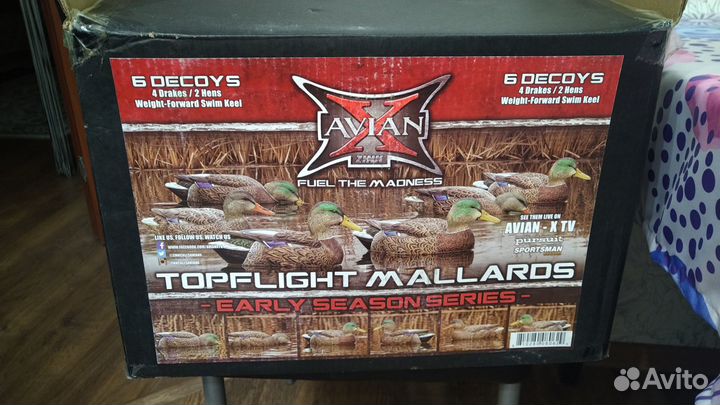 6 DECOYS
4 Drakes / 2 Hens
Weight-Forward Swim Keel
AVIAN
X
ZINK
FUEL THE MADNESS
6 DECOYS
4 Drakes / 2 Hens
Weight-Forward Swim Keel
LIKE US. FOLLOW US. WATCH US
SEE THEM LIVE ON
AVIAN - X TV
pursuit
SPORTSMAN
TOPFLIGHT MALLARDS
- EARLY SEASON SERIES -
Avito